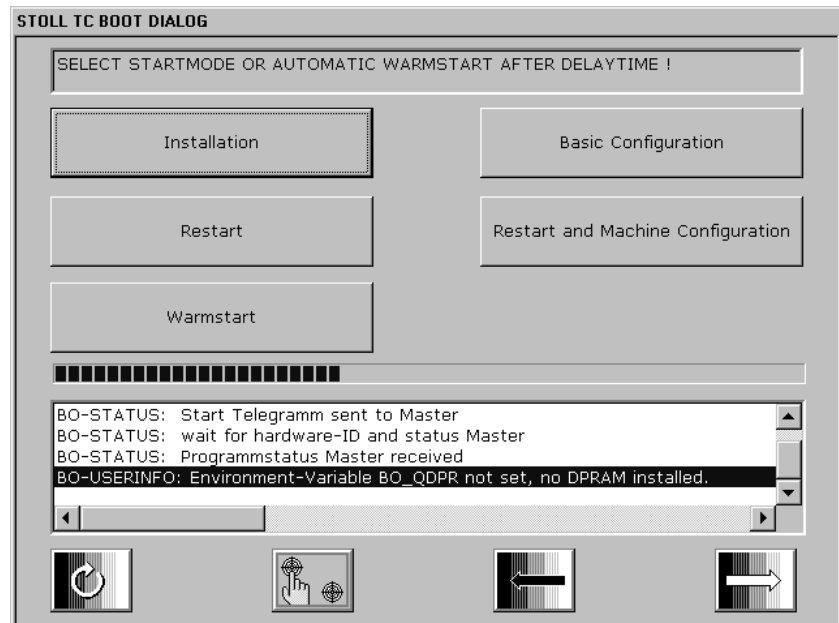 STOLL TC BOOT DIALOG
SELECT STARTMODE OR AUTOMATIC WARMSTART AFTER DELAYTIME !
Installation
Basic Configuration
Restart
Restart and Machine Configuration
Warmstart
BO-STATUS: Start Telegramm sent to Master
BO-STATUS: wait for hardware-ID and status Master
BO-STATUS: Programmstatus Master received
BO-USERINFO: Environment-Variable BO_QDPR not set, no DPRAM installed.